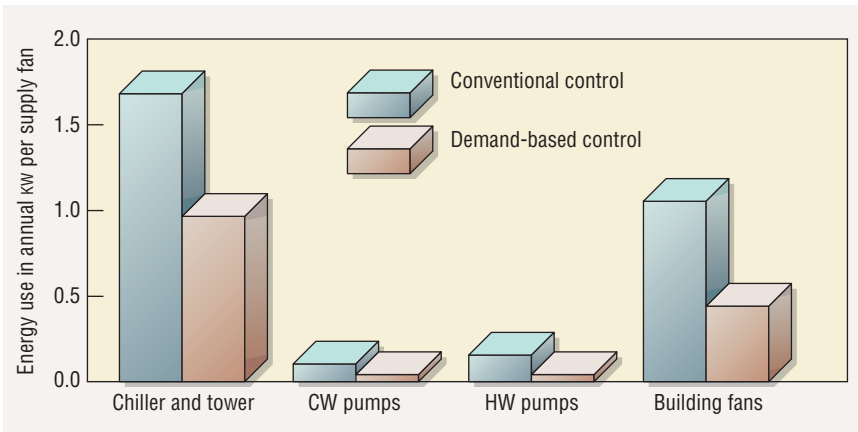 Energy use in annual kw per supply fan
2.0
1.5
1.0
0.5
0.0
Conventional control
Demand-based control
Chiller and tower
CW pumps
HW pumps
Building fans